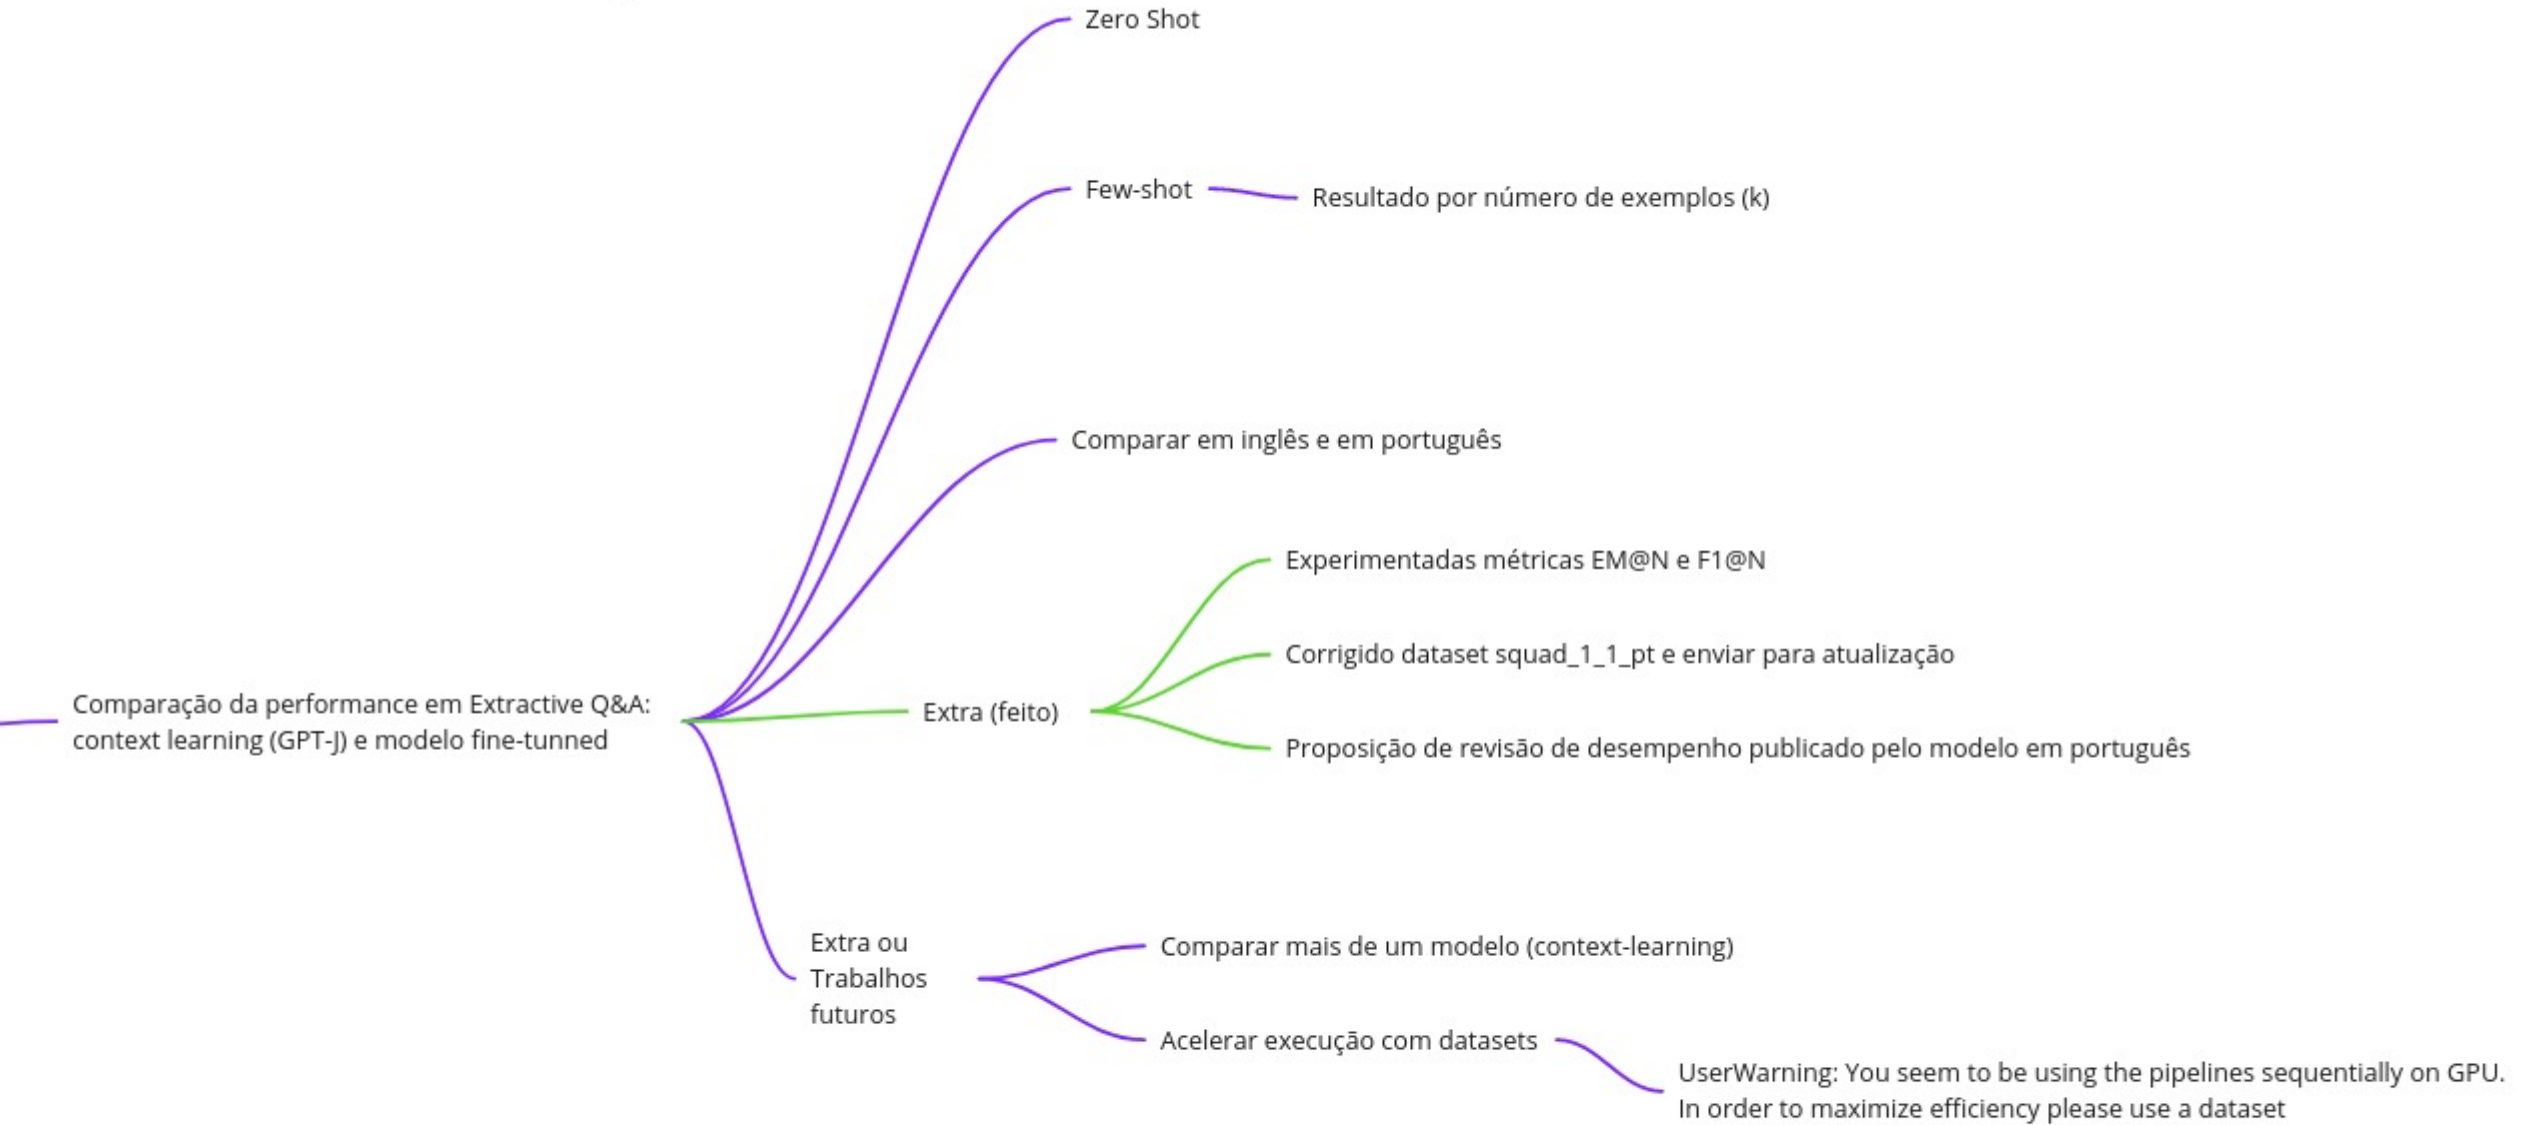 Zero Shot
Few-shot
Resultado por número de exemplos (k)
Comparar em inglês e em português
Experimentadas métricas EM@N e F1@N
Corrigido dataset squad_1_1_pt e enviar para atualização
Comparação da performance em Extractive Q&A:
context learning (GPT-J) e modelo fine-tunned
Extra (feito)
Proposição de revisão de desempenho publicado pelo modelo em português
Extra ou
Trabalhos
futuros
Comparar mais de um modelo (context-learning)
Acelerar execução com datasets
UserWarning: You seem to be using the pipelines sequentially on GPU.
In order to maximize efficiency please use a dataset